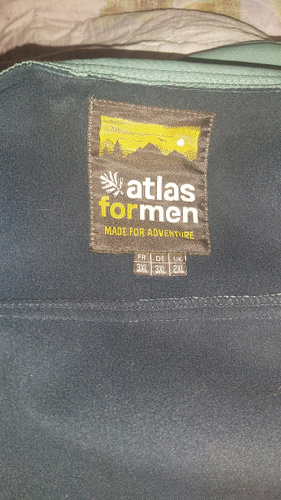 atlas
formen
MADE FOR ADVENTURE
FR DE UK
3XL 3XL 2XL